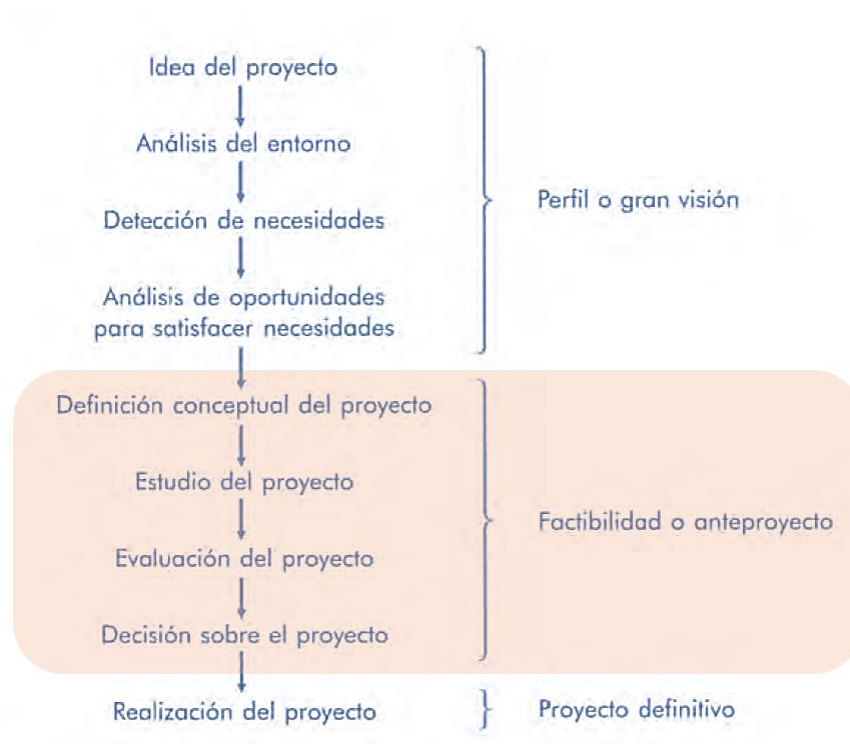 Idea del proyecto
Análisis del entorno
Detección de necesidades
Análisis de oportunidades
para satisfacer necesidades
Perfil o gran visión
Definición conceptual del proyecto
Estudio del proyecto
Evaluación del proyecto
Decisión sobre el proyecto
Factibilidad o anteproyecto
Realización del proyecto
Proyecto definitivo